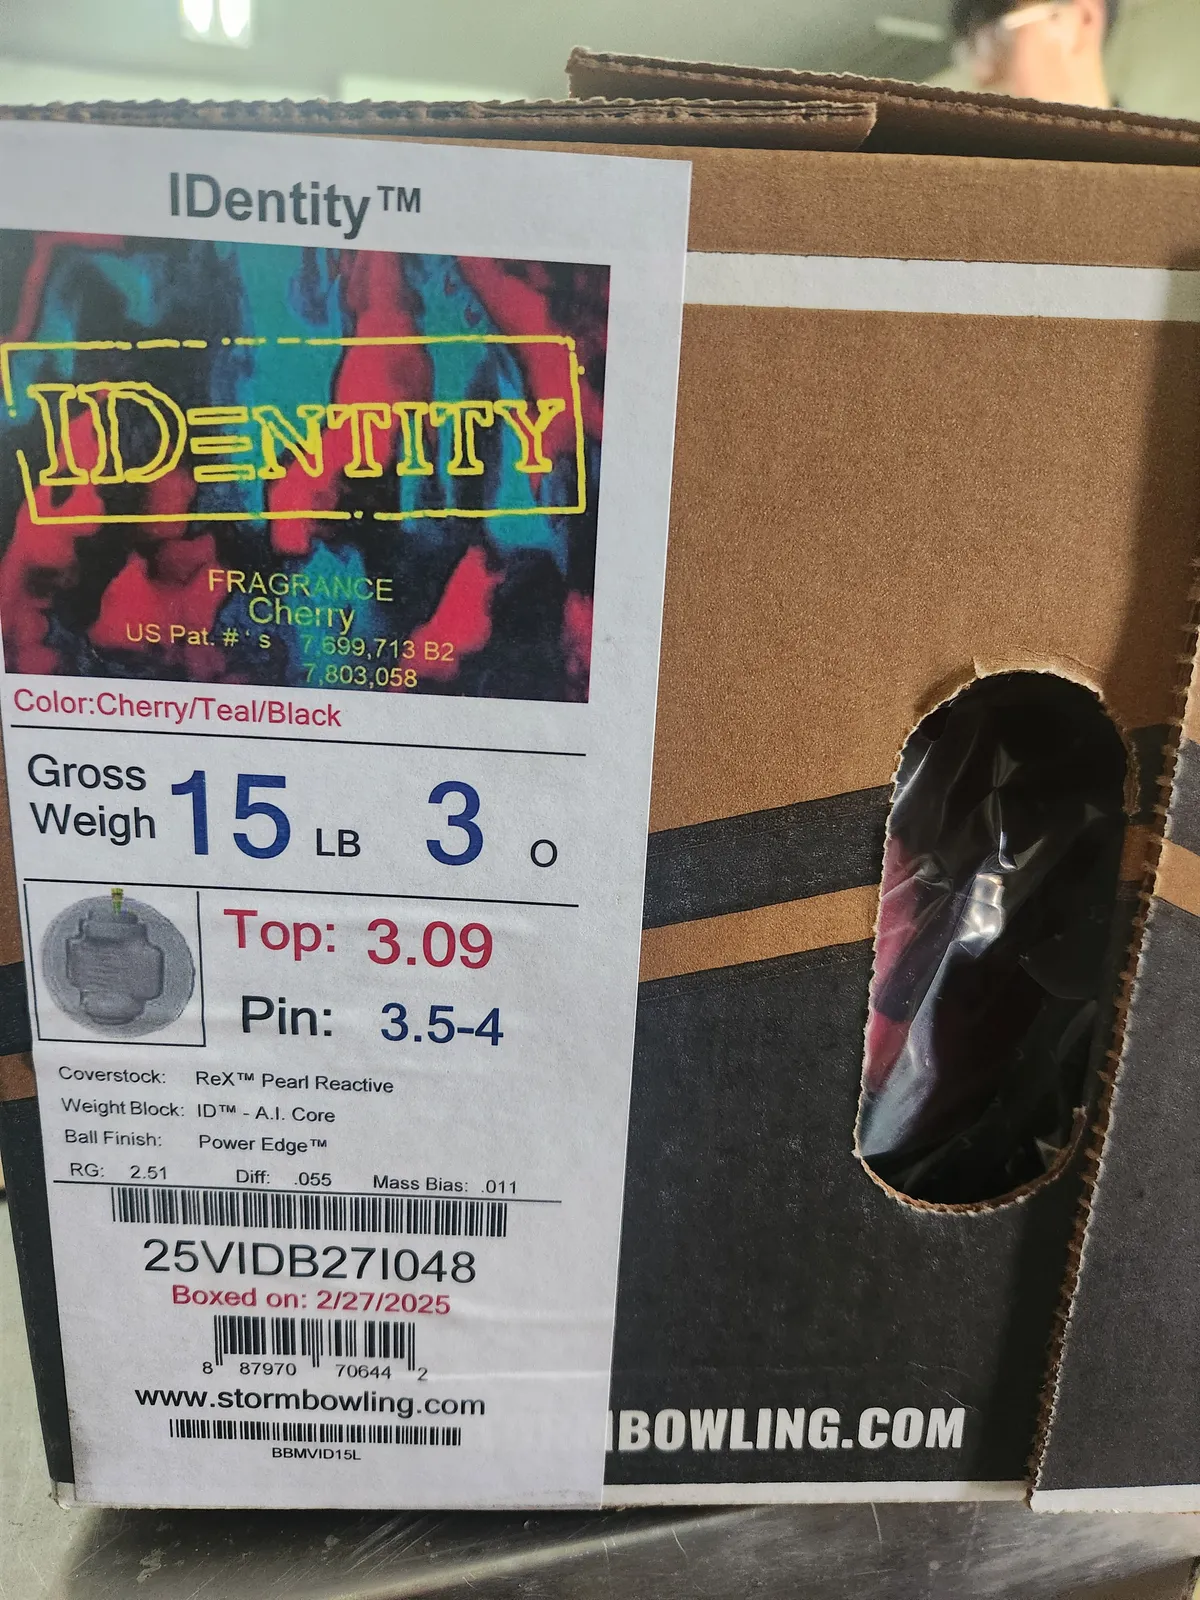 IDentity™
IDENTITY
FRAGRANCE
Cherry
US Pat. #'s 7,699,713 B2
7,803,058
Color:Cherry/Teal/Black
Gross
Weigh 15 LB 3 O
Top: 3.09
Pin: 3.5-4
Coverstock: ReX™ Pearl Reactive
Weight Block: ID™ - A.I. Core
Ball Finish: Power Edge™
RG: 2.51 Diff: .055 Mass Bias: .011
25VIDB27I048
Boxed on: 2/27/2025
8 87970 70644 2
www.stormbowling.com
BBMVID15L
BOWLING.COM